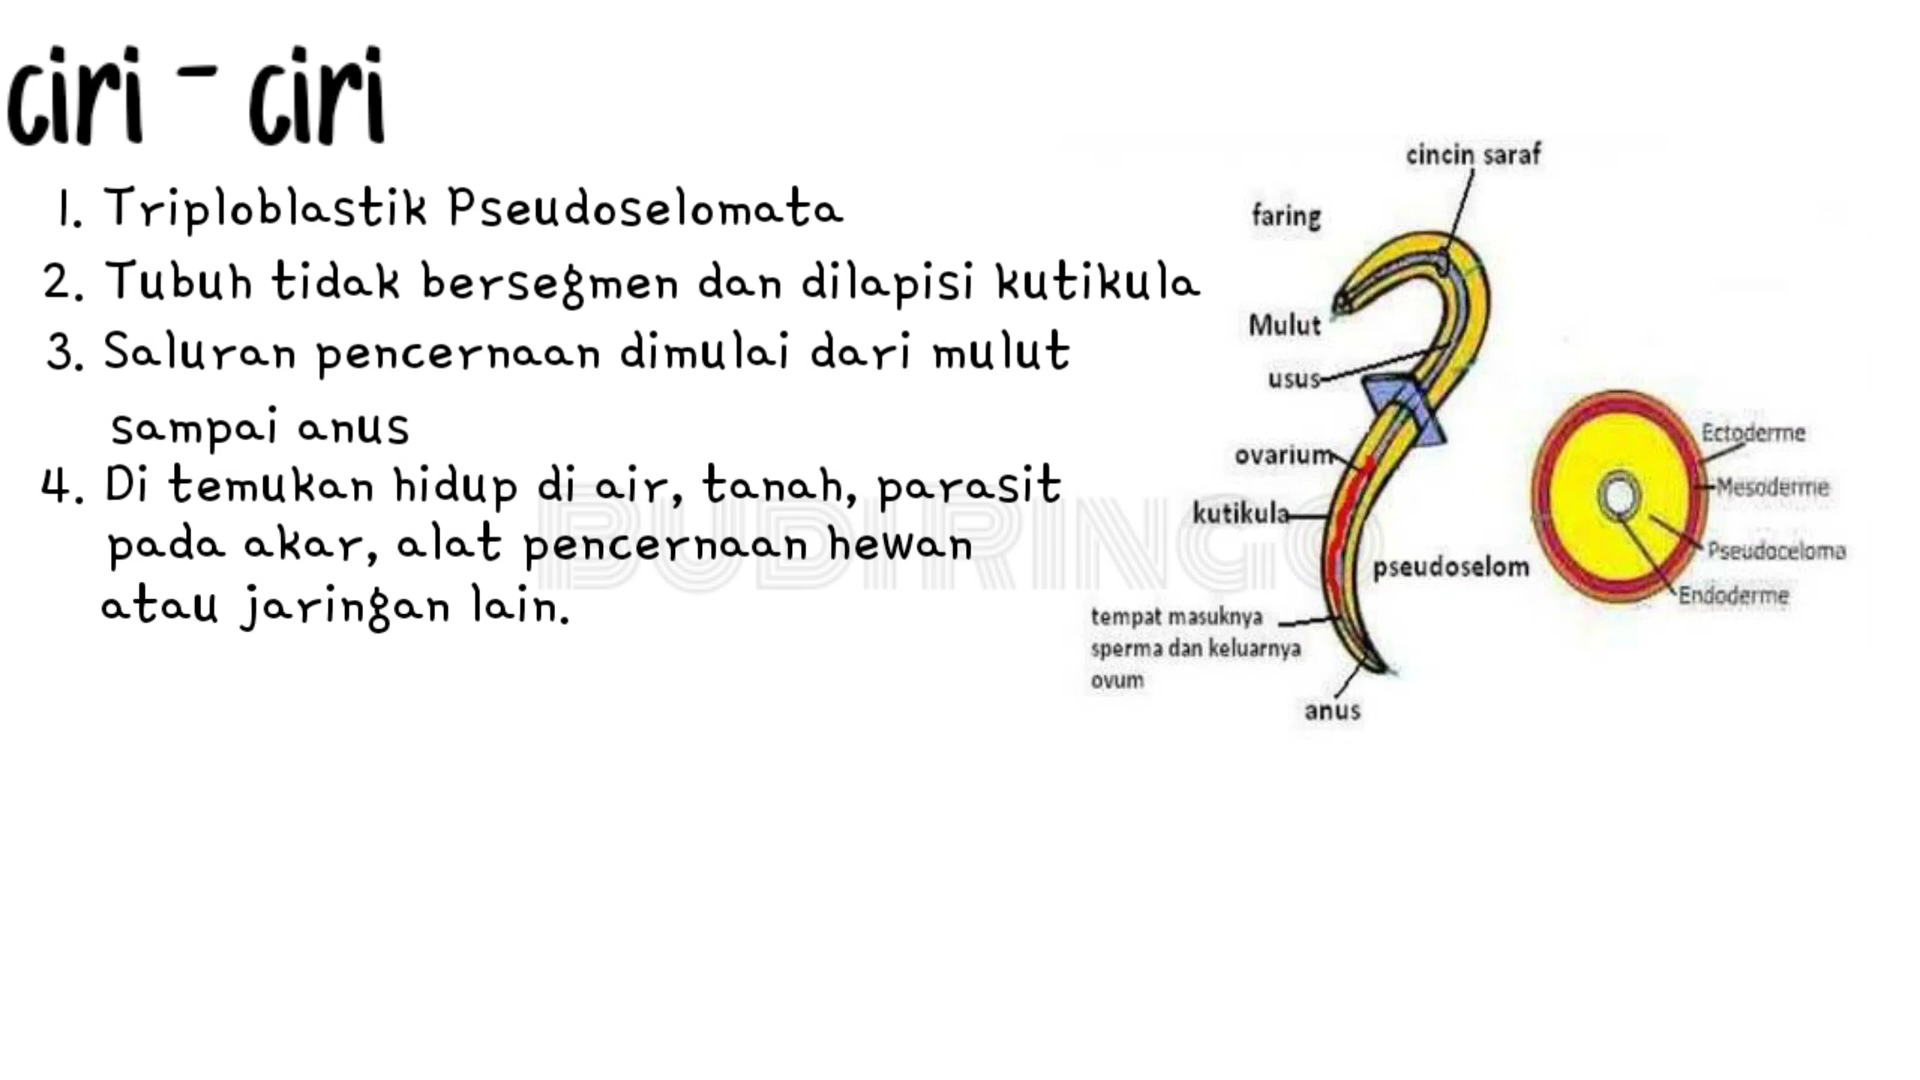 ciri - ciri
1. Triploblastik Pseudoselomata
2. Tubuh tidak bersegmen dan dilapisi kutikula
3. Saluran pencernaan dimulai dari mulut
sampai anus
4. Di temukan hidup di air, tanah, parasit
pada akar, alat pencernaan hewan
atau jaringan lain.
BUDIRINGO
cincin saraf
faring
Mulut
usus
ovarium
kutikula
pseudoselom
tempat masuknya
sperma dan keluarnya
ovum
anus
Ectoderme
Mesoderme
Pseudoceloma
Endoderme